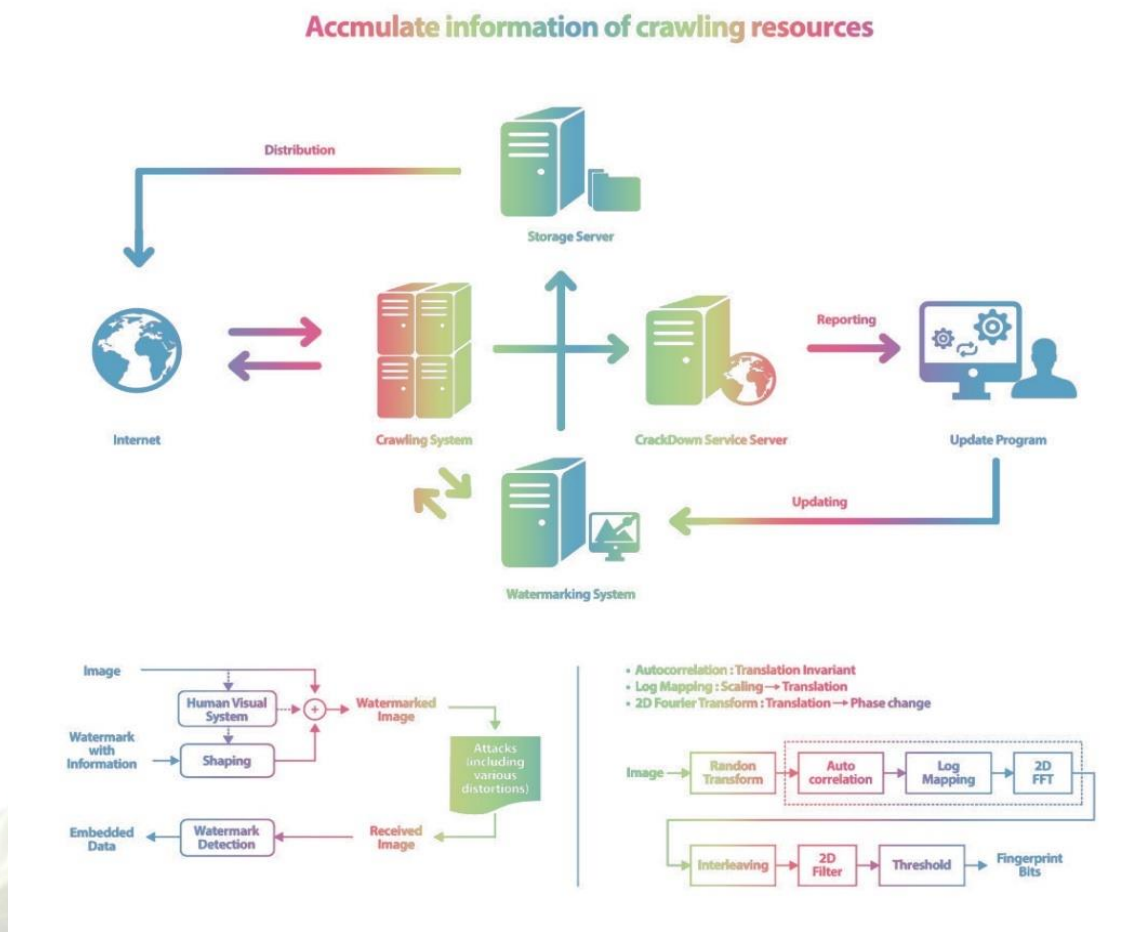 Accmulate information of crawling resources
Distribution
Storage Server
Reporting
Internet
Crawling System
CrackDown Service Server
Update Program
Updating
Watermarking System
Image
Human Visual
System
Watermarked
Image
Watermark
with
Information
Shaping
Attacks
(including
various
distortions)
Embedded
Data
Watermark
Detection
Received
Image
• Autocorrelation : Translation Invariant
• Log Mapping : Scaling → Translation
• 2D Fourier Transform : Translation → Phase change
Image
Randon
Transform
Auto
correlation
Log
Mapping
2D
FFT
Interleaving
2D
Filter
Threshold
Fingerprint
Bits